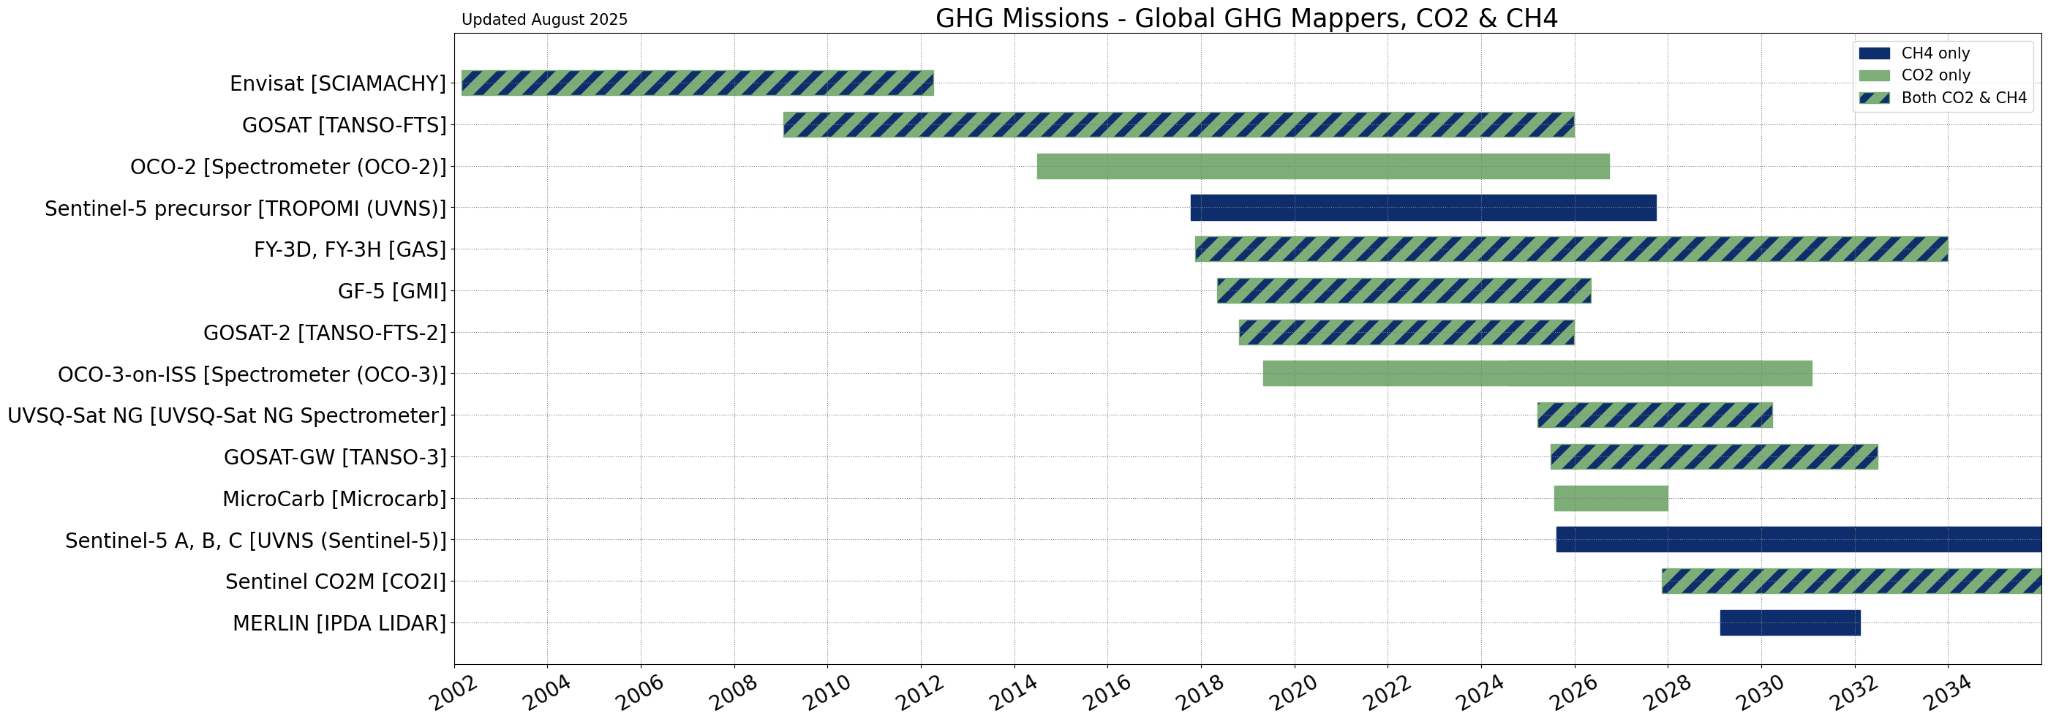 Updated August 2025
GHG Missions - Global GHG Mappers, CO2 & CH4
CH4 only
CO2 only
Both CO2 & CH4
Envisat [SCIAMACHY]
GOSAT [TANSO-FTS]
OCO-2 [Spectrometer (OCO-2)]
Sentinel-5 precursor [TROPOMI (UVNS)]
FY-3D, FY-3H [GAS]
GF-5 [GMI]
GOSAT-2 [TANSO-FTS-2]
OCO-3-on-ISS [Spectrometer (OCO-3)]
UVSQ-Sat NG [UVSQ-Sat NG Spectrometer]
GOSAT-GW [TANSO-3]
MicroCarb [Microcarb]
Sentinel-5 A, B, C [UVNS (Sentinel-5)]
Sentinel CO2M [CO2I]
MERLIN [IPDA LIDAR]
2002 2004 2006 2008 2010 2012 2014 2016 2018 2020 2022 2024 2026 2028 2030 2032 2034